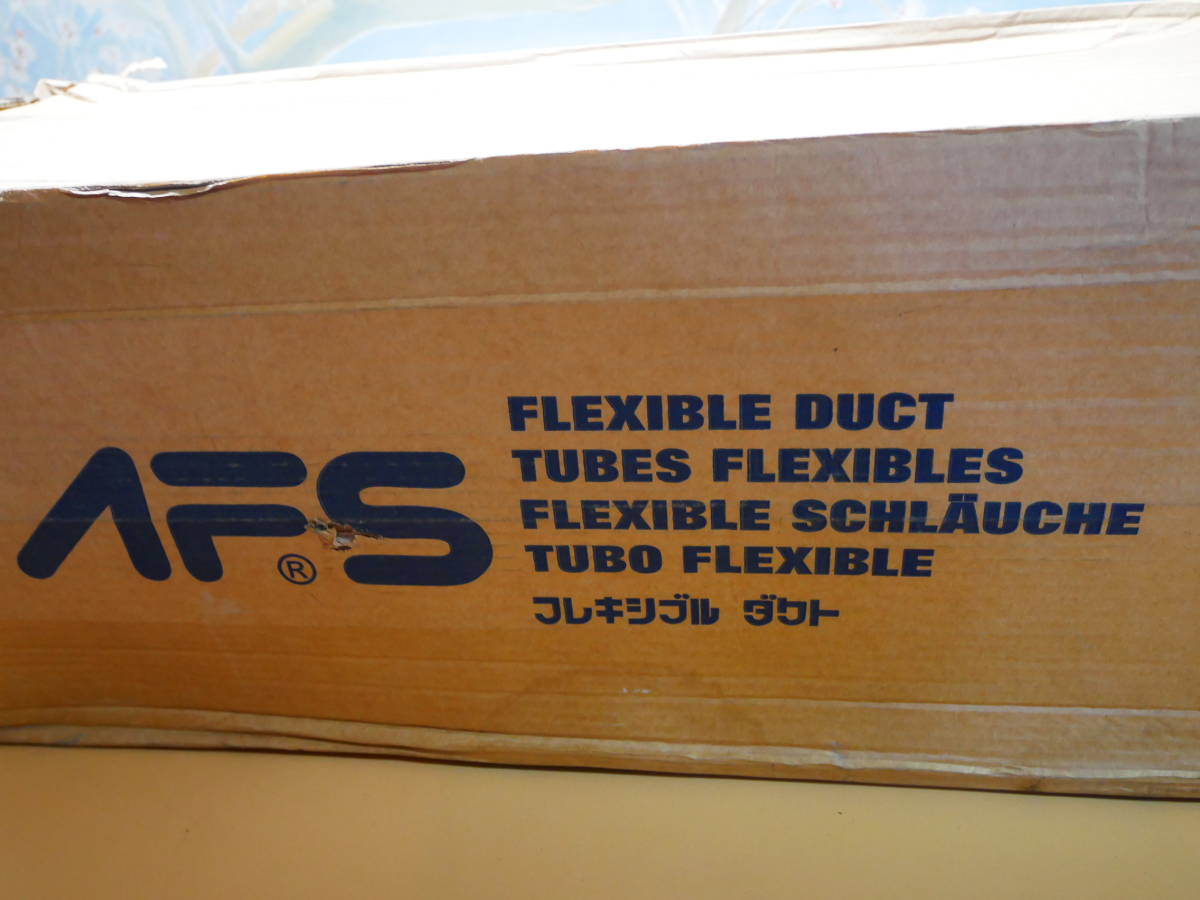 AFS®
FLEXIBLE DUCT
TUBES FLEXIBLES
FLEXIBLE SCHLÄUCHE
TUBO FLEXIBLE
フレキシブル ダクト